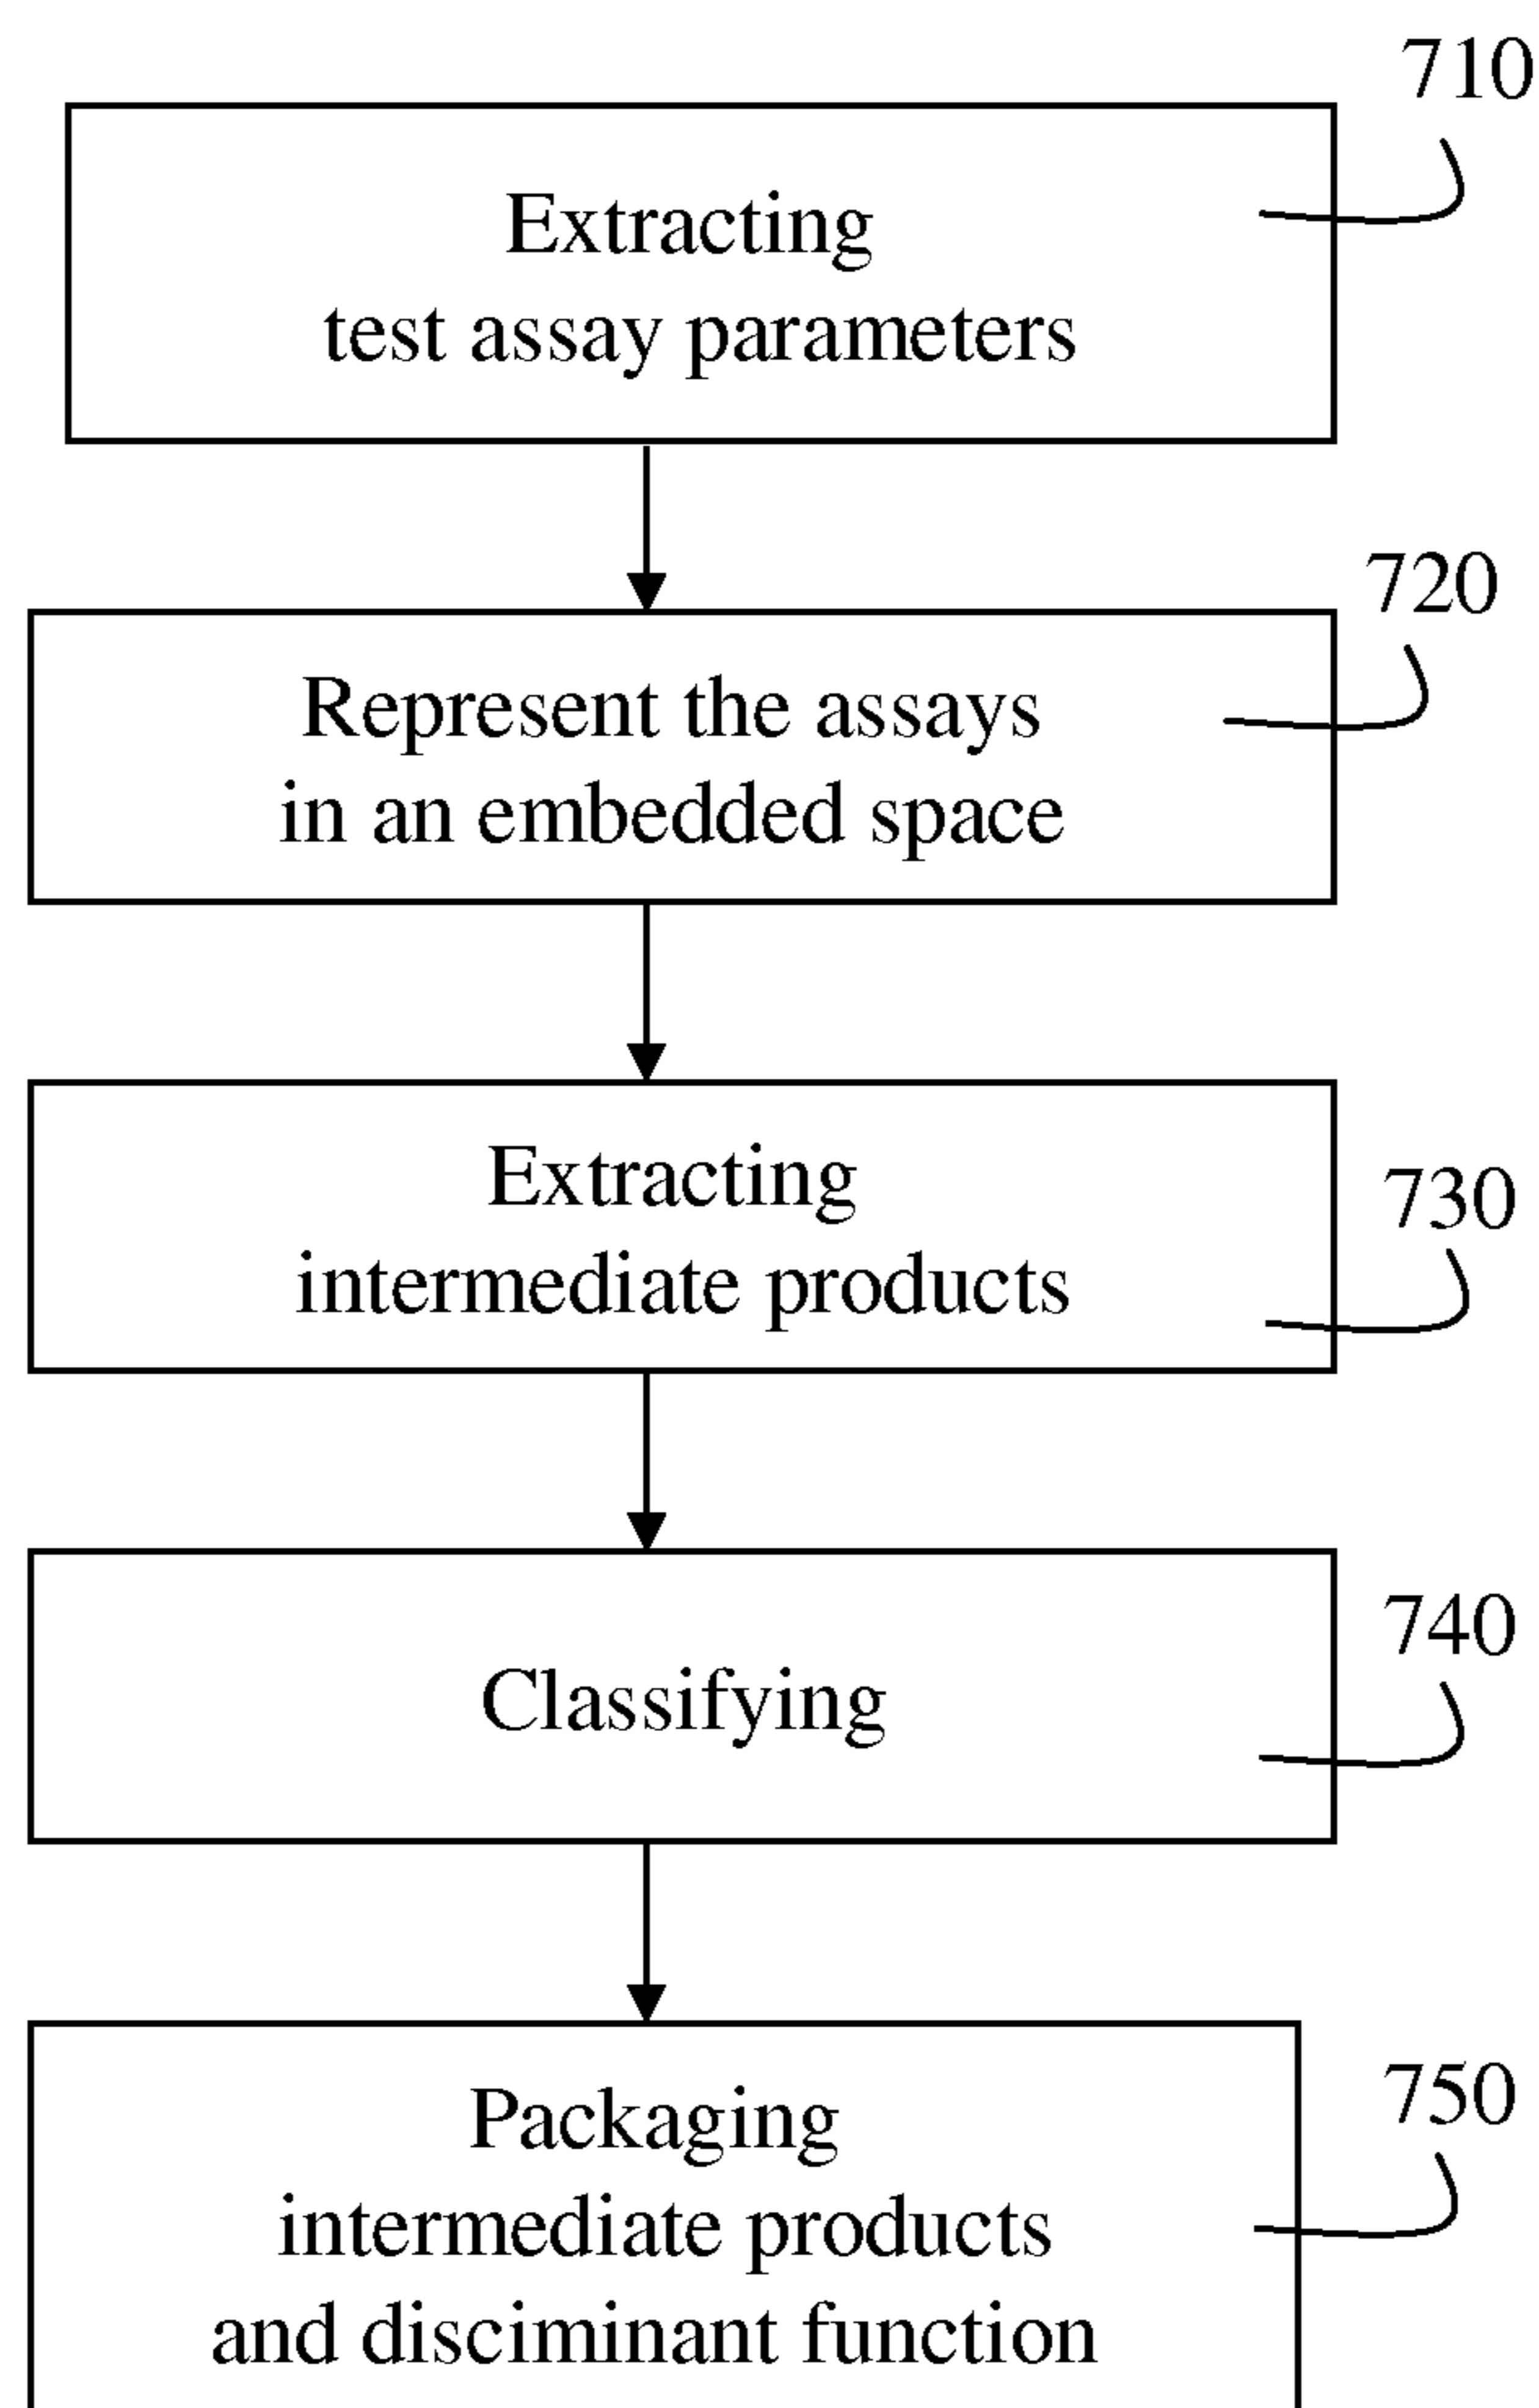 710
Extracting
test assay parameters
720
Represent the assays
in an embedded space
730
Extracting
intermediate products
740
Classifying
750
Packaging
intermediate products
and disciminant function